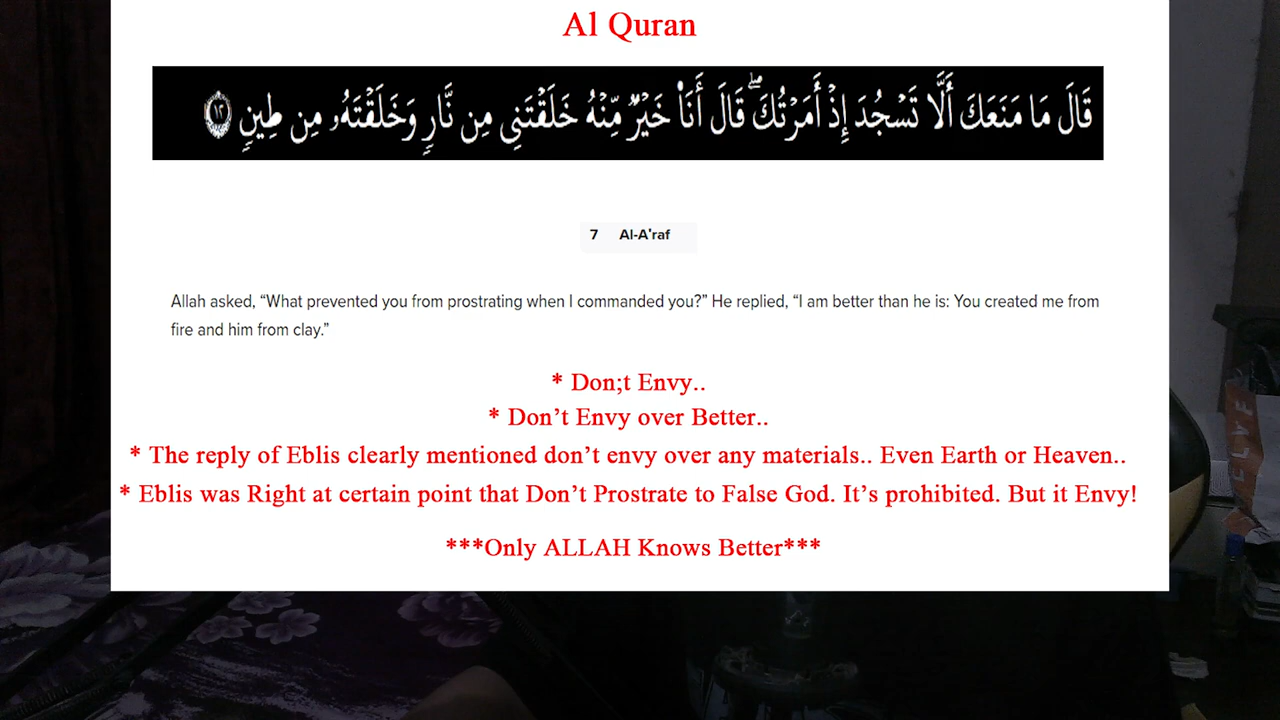 Al Quran
قَالَ مَا مَنَعَكَ أَلَّا تَسْجُدَ إِذْ أَمَرْتُكَ ۖ قَالَ أَنَا۠ خَيْرٌ مِّنْهُ خَلَقْتَنِى مِن نَّارٍ وَخَلَقْتَهُۥ مِن طِينٍ ١٢
7 Al-A'raf
Allah asked, “What prevented you from prostrating when I commanded you?” He replied, “I am better than he is: You created me from
fire and him from clay.”
* Don;t Envy..
* Don’t Envy over Better..
* The reply of Eblis clearly mentioned don’t envy over any materials.. Even Earth or Heaven..
* Eblis was Right at certain point that Don’t Prostrate to False God. It’s prohibited. But it Envy!
***Only ALLAH Knows Better***